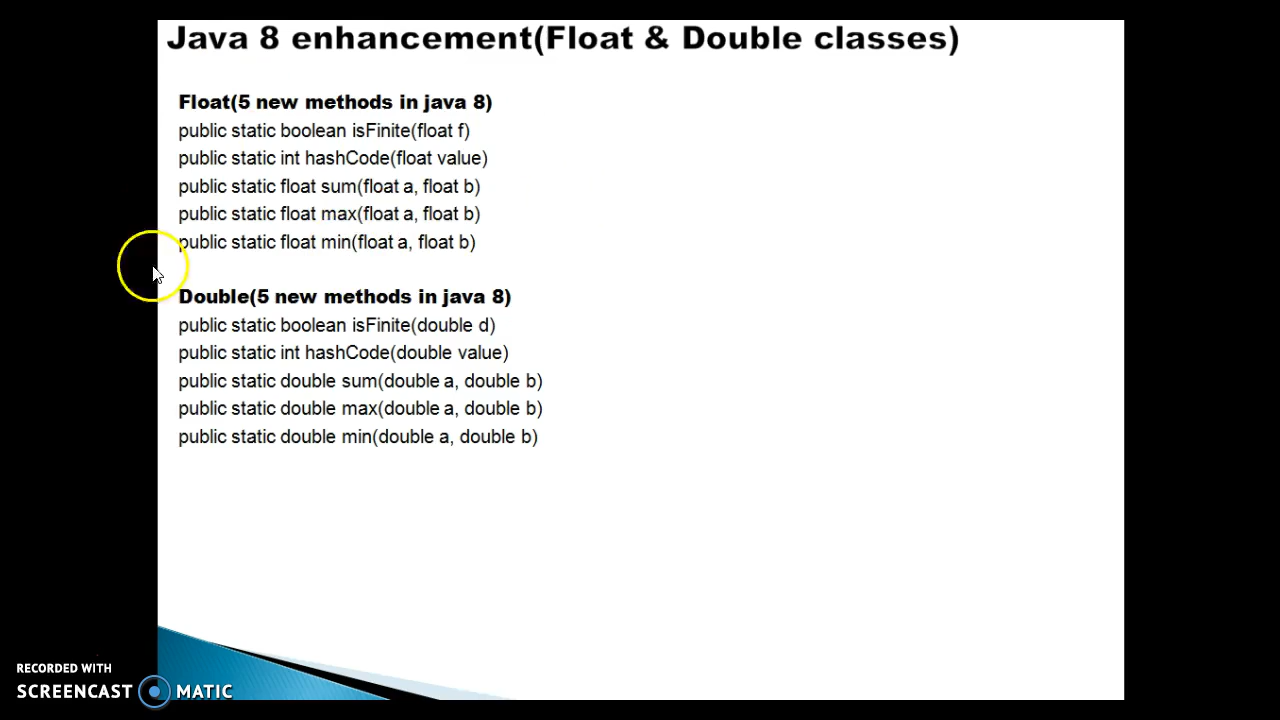 Java 8 enhancement(Float & Double classes)
Float(5 new methods in java 8)
public static boolean isFinite(float f)
public static int hashCode(float value)
public static float sum(float a, float b)
public static float max(float a, float b)
public static float min(float a, float b)
Double(5 new methods in java 8)
public static boolean isFinite(double d)
public static int hashCode(double value)
public static double sum(double a, double b)
public static double max(double a, double b)
public static double min(double a, double b)
RECORDED WITH
SCREENCAST MATIC